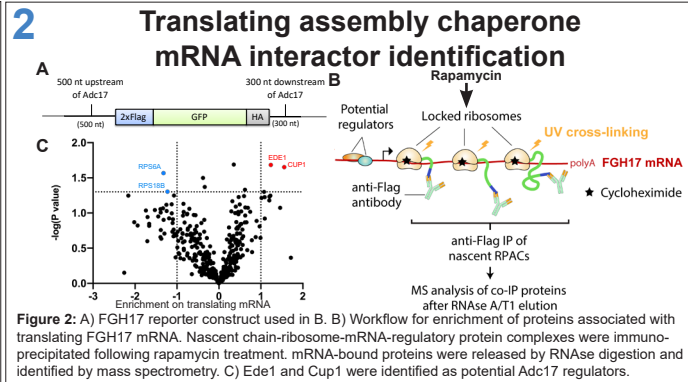 2
Translating assembly chaperone
mRNA interactor identification
A
500 nt upstream
of Adc17
300 nt downstream
of Adc17
(500 nt)
2xFlag
GFP
HA
(300 nt)
B
Rapamycin
Potential
regulators
Locked ribosomes
UV cross-linking
polyA
FGH17 mRNA
anti-Flag
antibody
★ Cycloheximide
anti-Flag IP of
nascent RPACs
MS analysis of co-IP proteins
after RNAse A/T1 elution
C
-log(P value)
2.0
1.5
1.0
0.5
0.0
RPS6A
RPS18B
EDE1
CUP1
-3 -2 -1 0 1 2
Enrichment on translating mRNA
Figure 2: A) FGH17 reporter construct used in B. B) Workflow for enrichment of proteins associated with
translating FGH17 mRNA. Nascent chain-ribosome-mRNA-regulatory protein complexes were immuno-
precipitated following rapamycin treatment. mRNA-bound proteins were released by RNAse digestion and
identified by mass spectrometry. C) Ede1 and Cup1 were identified as potential Adc17 regulators.